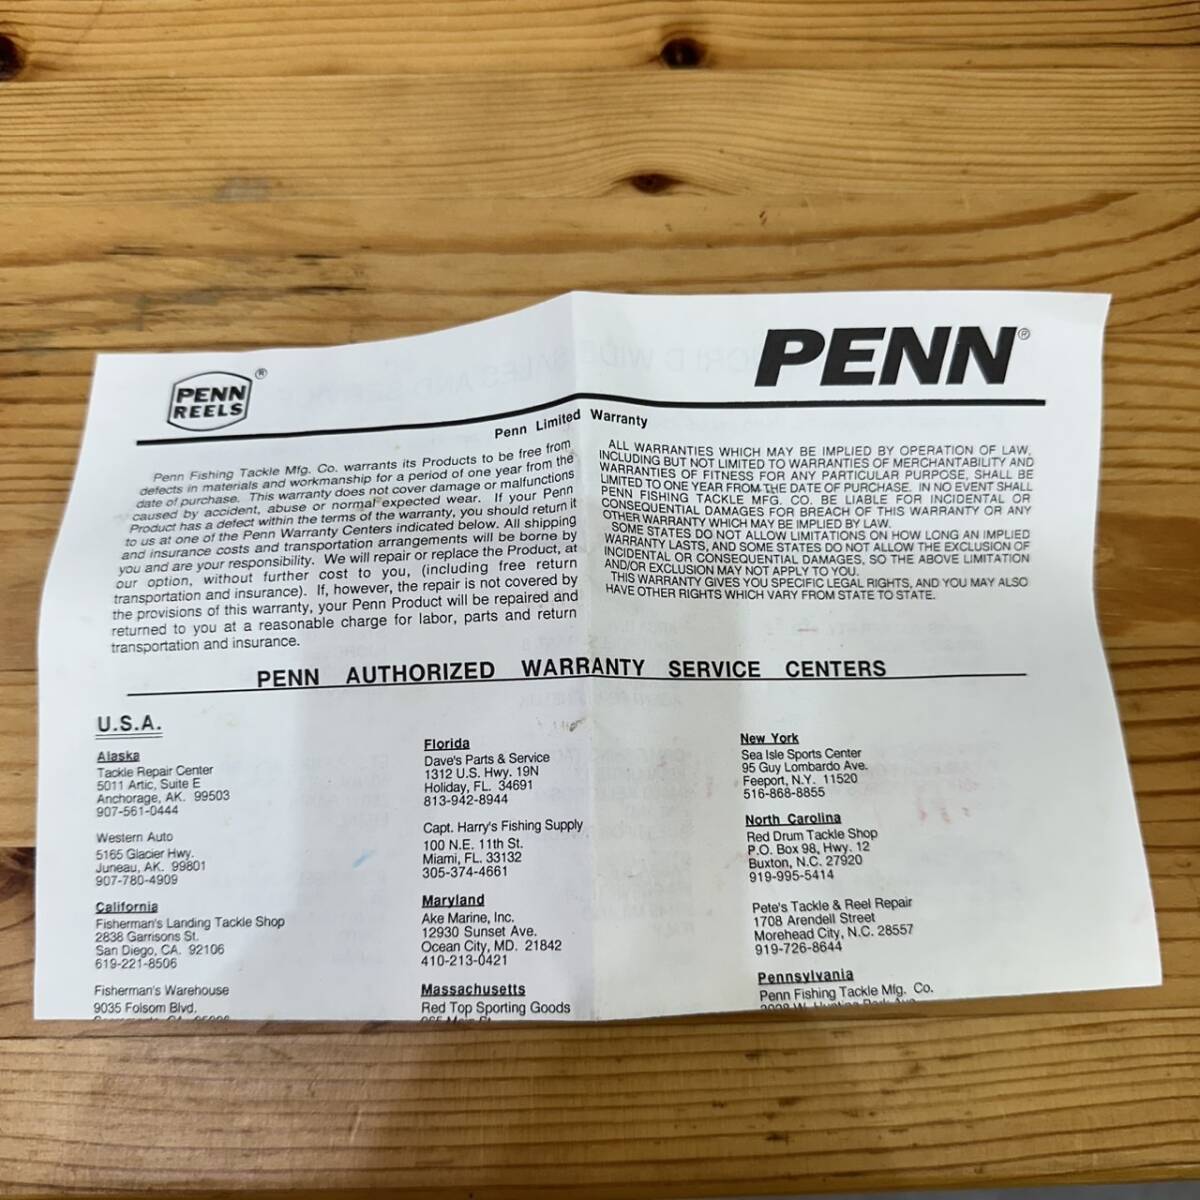 PENN REELS ®
PENN®
Penn Limited Warranty
Penn Fishing Tackle Mfg. Co. warrants its Products to be free from
defects in materials and workmanship for a period of one year from the
date of purchase. This warranty does not cover damage or malfunctions
caused by accident, abuse or normal expected wear. If your Penn
Product has a defect within the terms of the warranty, you should return it
to us at one of the Penn Warranty Centers indicated below. All shipping
and insurance costs and transportation arrangements will be borne by
you and are your responsibility. We will repair or replace the Product, at
our option, without further cost to you, (including free return
transportation and insurance). If, however, the repair is not covered by
the provisions of this warranty, your Penn Product will be repaired and
returned to you at a reasonable charge for labor, parts and return
transportation and insurance.
ALL WARRANTIES WHICH MAY BE IMPLIED BY OPERATION OF LAW,
INCLUDING BUT NOT LIMITED TO WARRANTIES OF MERCHANTABILITY AND
WARRANTIES OF FITNESS FOR ANY PARTICULAR PURPOSE, SHALL BE
LIMITED TO ONE YEAR FROM THE DATE OF PURCHASE. IN NO EVENT SHALL
PENN FISHING TACKLE MFG. CO. BE LIABLE FOR INCIDENTAL OR
CONSEQUENTIAL DAMAGES FOR BREACH OF THIS WARRANTY OR ANY
OTHER WARRANTY WHICH MAY BE IMPLIED BY LAW.
SOME STATES DO NOT ALLOW LIMITATIONS ON HOW LONG AN IMPLIED
WARRANTY LASTS, AND SOME STATES DO NOT ALLOW THE EXCLUSION OF
INCIDENTAL OR CONSEQUENTIAL DAMAGES, SO THE ABOVE LIMITATION
AND/OR EXCLUSION MAY NOT APPLY TO YOU.
THIS WARRANTY GIVES YOU SPECIFIC LEGAL RIGHTS, AND YOU MAY ALSO
HAVE OTHER RIGHTS WHICH VARY FROM STATE TO STATE.
PENN AUTHORIZED WARRANTY SERVICE CENTERS
U.S.A.
Alaska
Tackle Repair Center
5011 Artic, Suite E
Anchorage, AK. 99503
907-561-0444
Western Auto
5165 Glacier Hwy.
Juneau, AK. 99801
907-780-4909
California
Fisherman's Landing Tackle Shop
2838 Garrisons St.
San Diego, CA. 92106
619-221-8506
Fisherman's Warehouse
9035 Folsom Blvd.
Florida
Dave's Parts & Service
1312 U.S. Hwy. 19N
Holiday, FL. 34691
813-942-8944
Capt. Harry's Fishing Supply
100 N.E. 11th St.
Miami, FL. 33132
305-374-4661
Maryland
Ake Marine, Inc.
12930 Sunset Ave.
Ocean City, MD. 21842
410-213-0421
Massachusetts
Red Top Sporting Goods
New York
Sea Isle Sports Center
95 Guy Lombardo Ave.
Feeport, N.Y. 11520
516-868-8855
North Carolina
Red Drum Tackle Shop
P.O. Box 98, Hwy. 12
Buxton, N.C. 27920
919-995-5414
Pete's Tackle & Reel Repair
1708 Arendell Street
Morehead City, N.C. 28557
919-726-8644
Pennsylvania
Penn Fishing Tackle Mfg. Co.